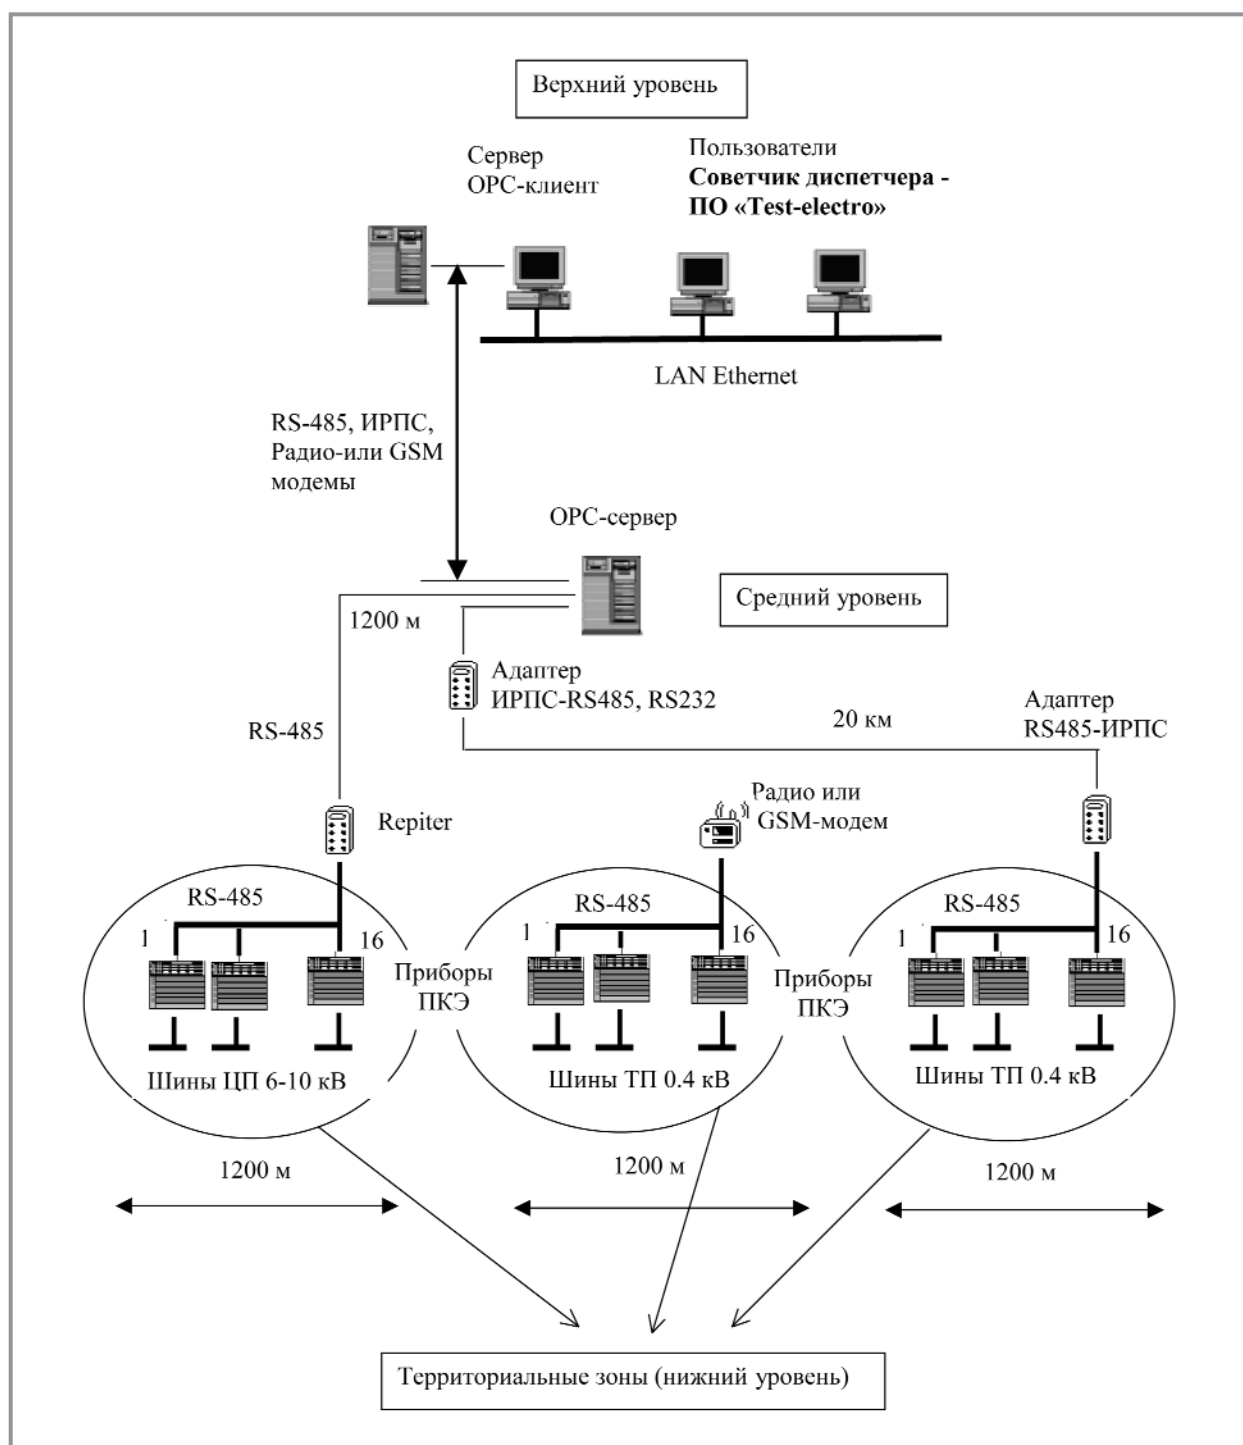 Верхний уровень
Сервер
OPC-клиент
Пользователи
Советчик диспетчера -
ПО «Test-electro»
LAN Ethernet
RS-485, ИРПС,
Радио-или GSM
модемы
OPC-сервер
Средний уровень
1200 м
Адаптер
ИРПС-RS485, RS232
Адаптер
RS485-ИРПС
20 км
RS-485
Repiter
Радио или
GSM-модем
RS-485
1
16
RS-485
1
16
RS-485
1
16
Приборы
ПКЭ
Приборы
ПКЭ
Шины ЦП 6-10 кВ
Шины ТП 0.4 кВ
Шины ТП 0.4 кВ
1200 м
1200 м
1200 м
Территориальные зоны (нижний уровень)